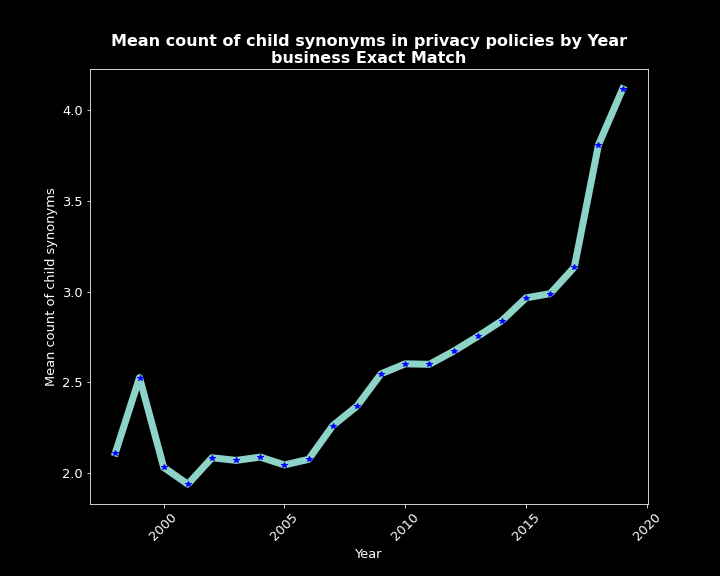 Mean count of child synonyms in privacy policies by Year
business Exact Match
4.0
3.5
3.0
2.5
2.0
Mean count of child synonyms
2000
2005
2010
2015
2020
Year